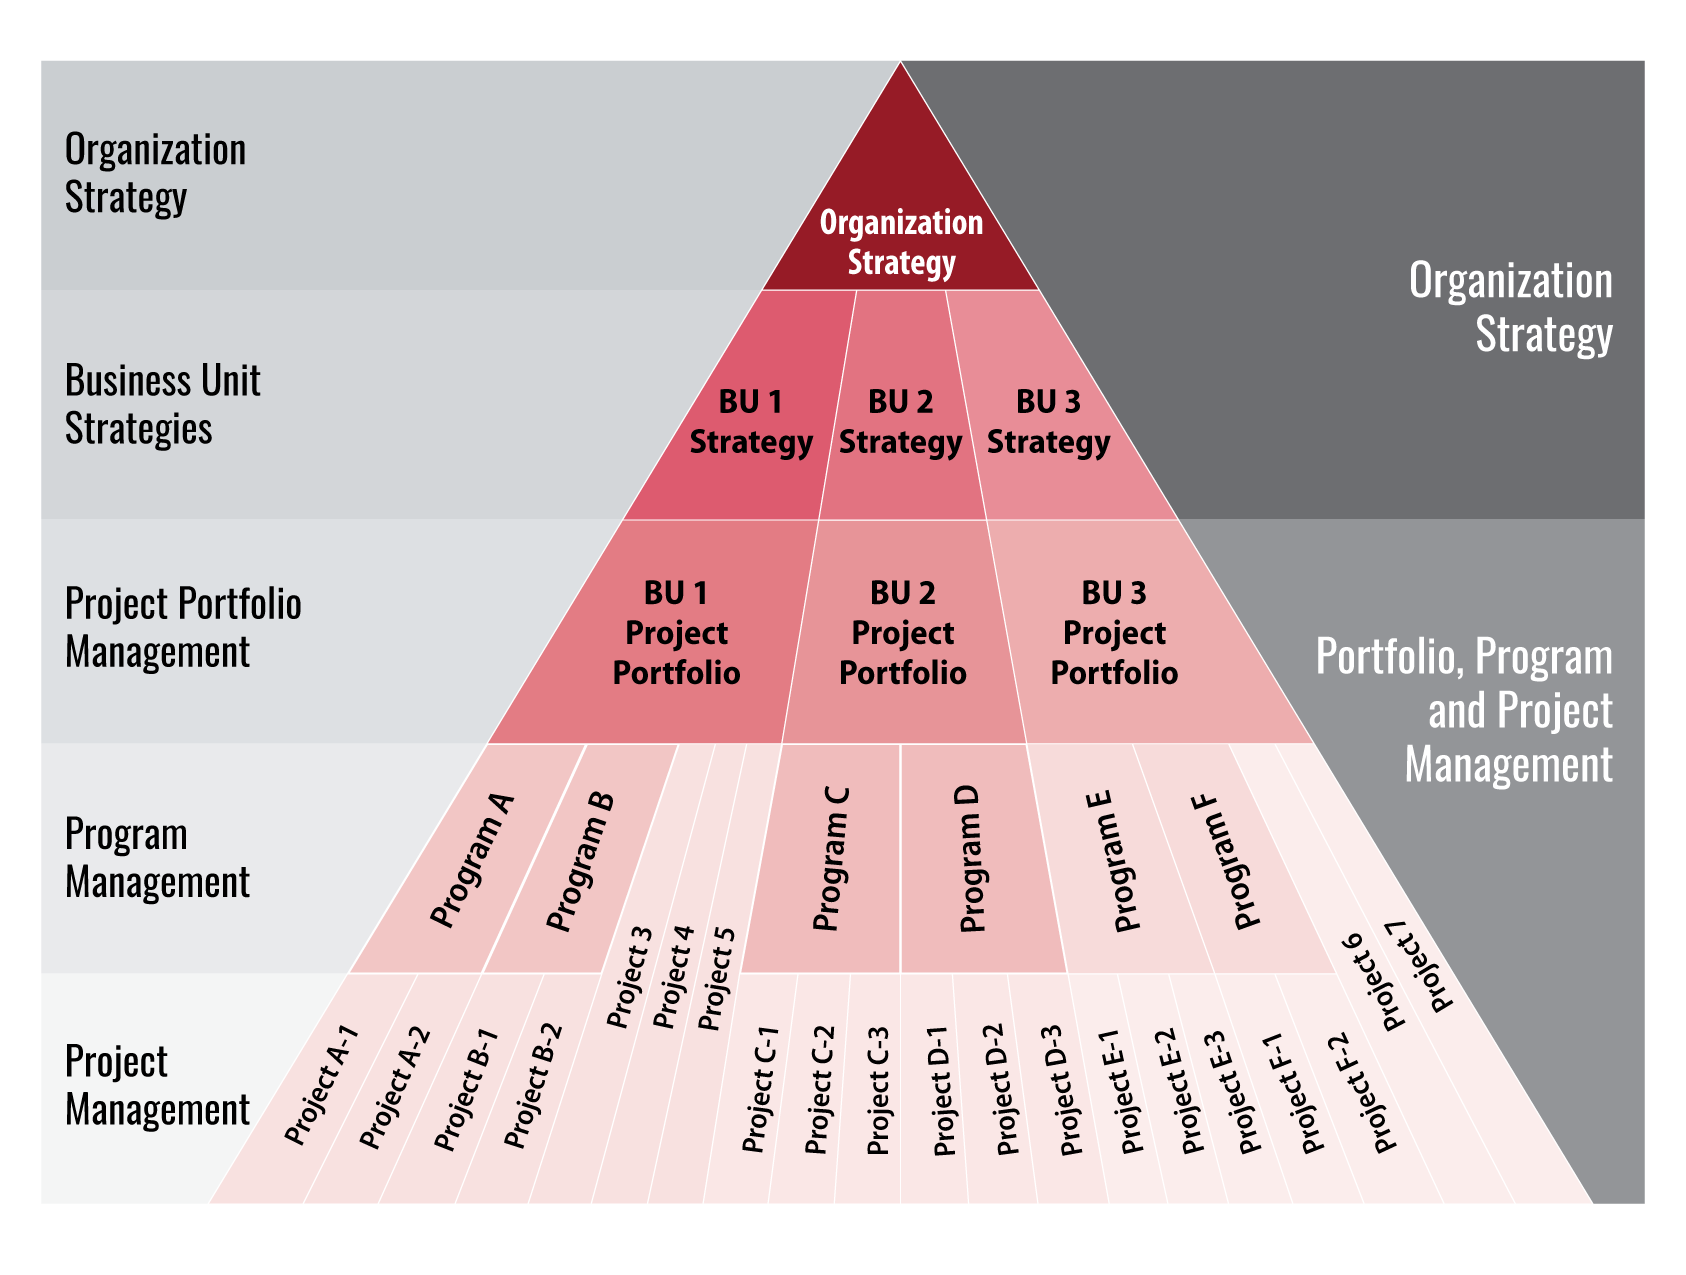 Organization
Strategy
Organization
Strategy
Organization
Strategy
Business Unit
Strategies
BU 1
Strategy
BU 2
Strategy
BU 3
Strategy
Project Portfolio
Management
BU 1
Project
Portfolio
BU 2
Project
Portfolio
BU 3
Project
Portfolio
Portfolio, Program
and Project
Management
Program
Management
Program A
Program B
Project 3
Project 4
Project 5
Program C
Program D
Program E
Program F
Project 6
Project 7
Project
Management
Project A-1
Project A-2
Project B-1
Project B-2
Project C-1
Project C-2
Project C-3
Project D-1
Project D-2
Project D-3
Project E-1
Project E-2
Project E-3
Project F-1
Project F-2